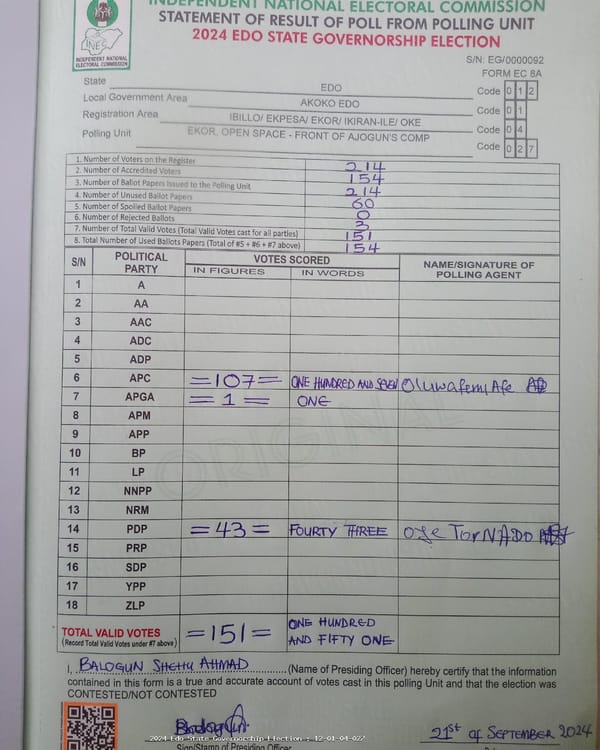 INDEPENDENT NATIONAL ELECTORAL COMMISSION
STATEMENT OF RESULT OF POLL FROM POLLING UNIT
2024 EDO STATE GOVERNORSHIP ELECTION
INEC
INDEPENDENT NATIONAL
ELECTORAL COMMISSION
S/N: EG/0000092
FORM EC 8A
State EDO Code 0 1 2
Local Government Area AKOKO EDO Code 0 1
Registration Area IBILLO/ EKPESA/ EKOR/ IKIRAN-ILE/ OKE Code 0 4
Polling Unit EKOR, OPEN SPACE - FRONT OF AJOGUN'S COMP Code 0 2 7
1. Number of Voters on the Register 214
2. Number of Accredited Voters 154
3. Number of Ballot Papers Issued to the Polling Unit 214
4. Number of Unused Ballot Papers 60
5. Number of Spoiled Ballot Papers 0
6. Number of Rejected Ballots 3
7. Number of Total Valid Votes (Total Valid Votes cast for all parties) 151
8. Total Number of Used Ballots Papers (Total of #5 + #6 + #7 above) 154
S/N POLITICAL PARTY VOTES SCORED NAME/SIGNATURE OF POLLING AGENT
IN FIGURES IN WORDS
1 A
2 AA
3 AAC
4 ADC
5 ADP
6 APC =107= ONE HUNDRED AND SEVEN Oluwafemi Afe
7 APGA =1= ONE
8 APM
9 APP
10 BP
11 LP
12 NNPP
13 NRM
14 PDP =43= FOURTY THREE OSE TorNADO
15 PRP
16 SDP
17 YPP
18 ZLP
ORIGINAL
TOTAL VALID VOTES =151= ONE HUNDRED
(Record Total Valid Votes under #7 above) AND FIFTY ONE
I, BALOGUN SHEHU AHMAD (Name of Presiding Officer) hereby certify that the information
contained in this form is a true and accurate account of votes cast in this polling Unit and that the election was
CONTESTED/NOT CONTESTED
21st of SEPTEMBER 2024
2024 Edo State Governorship Election : 12-01-04-027
Sign/Stamp of Presiding Officer